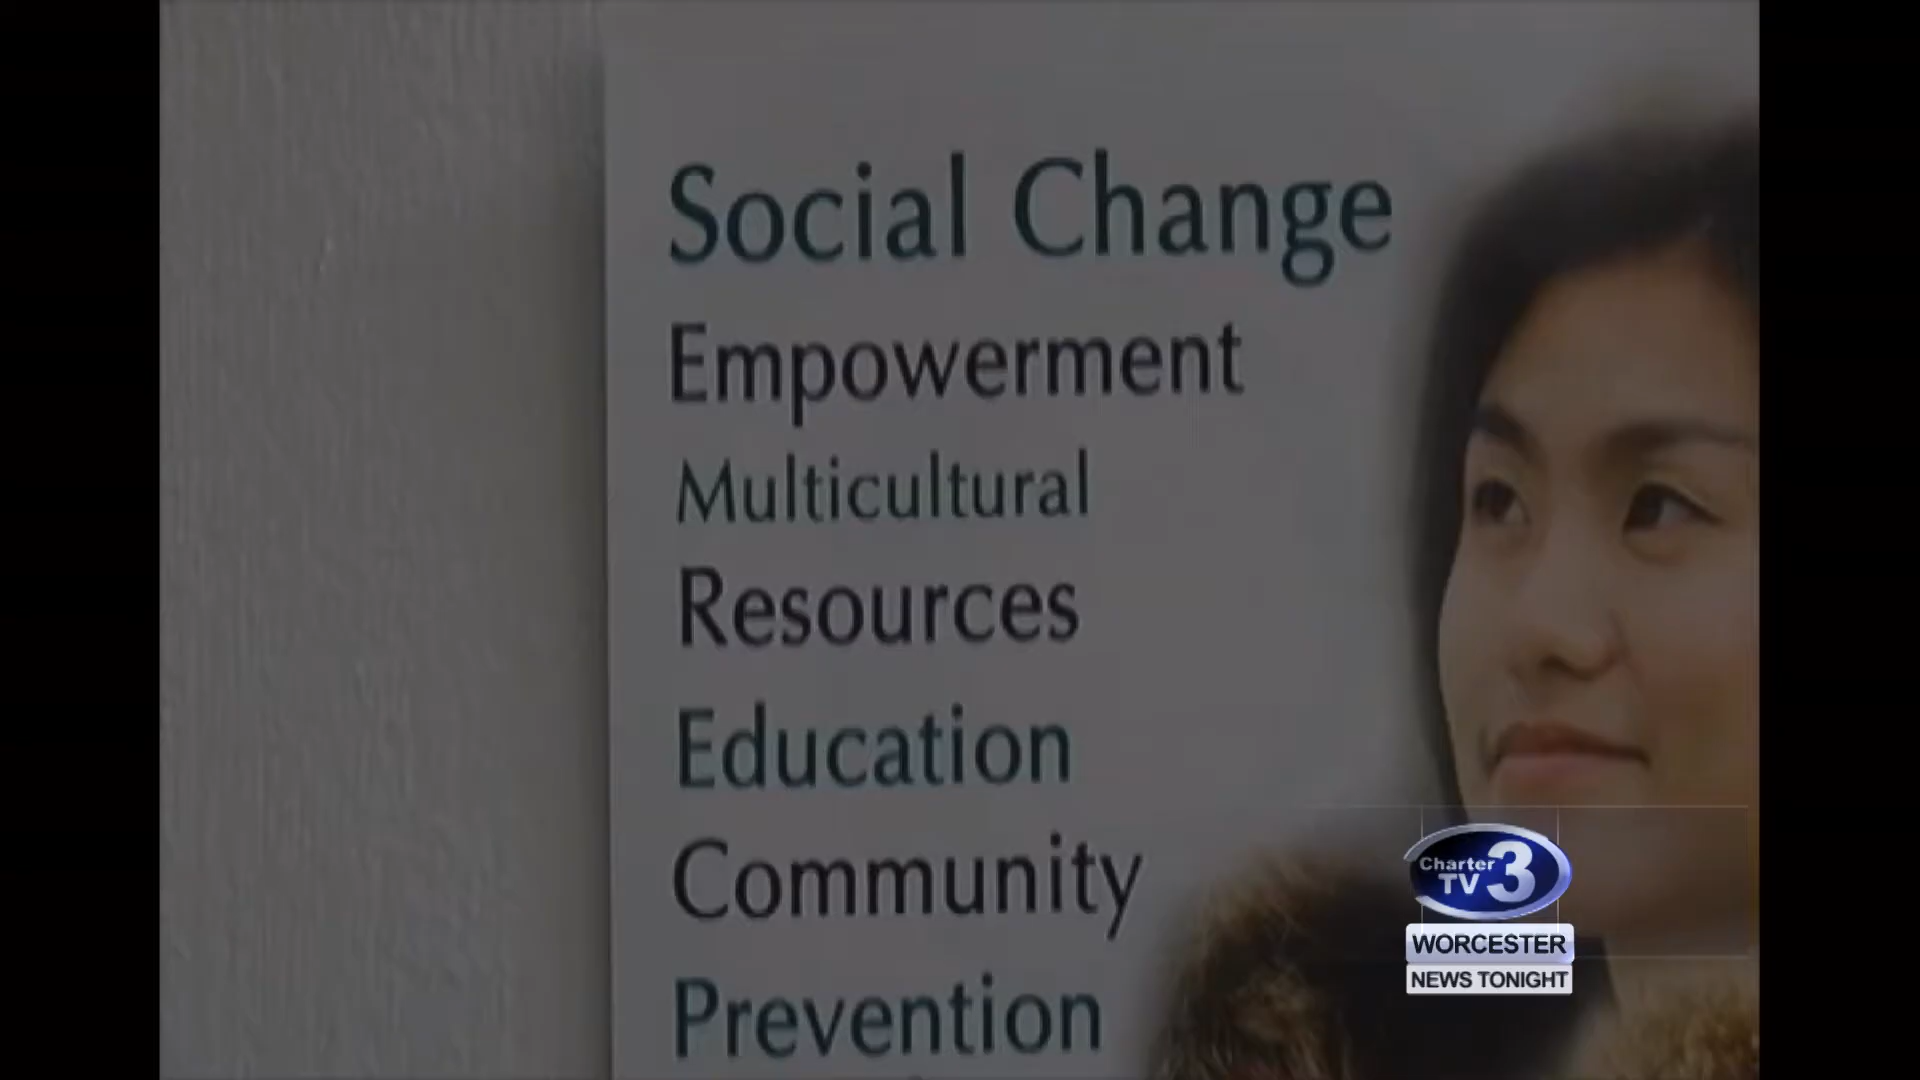 Social Change
Empowerment
Multicultural
Resources
Education
Community
Prevention
Charter
TV 3
WORCESTER
NEWS TONIGHT